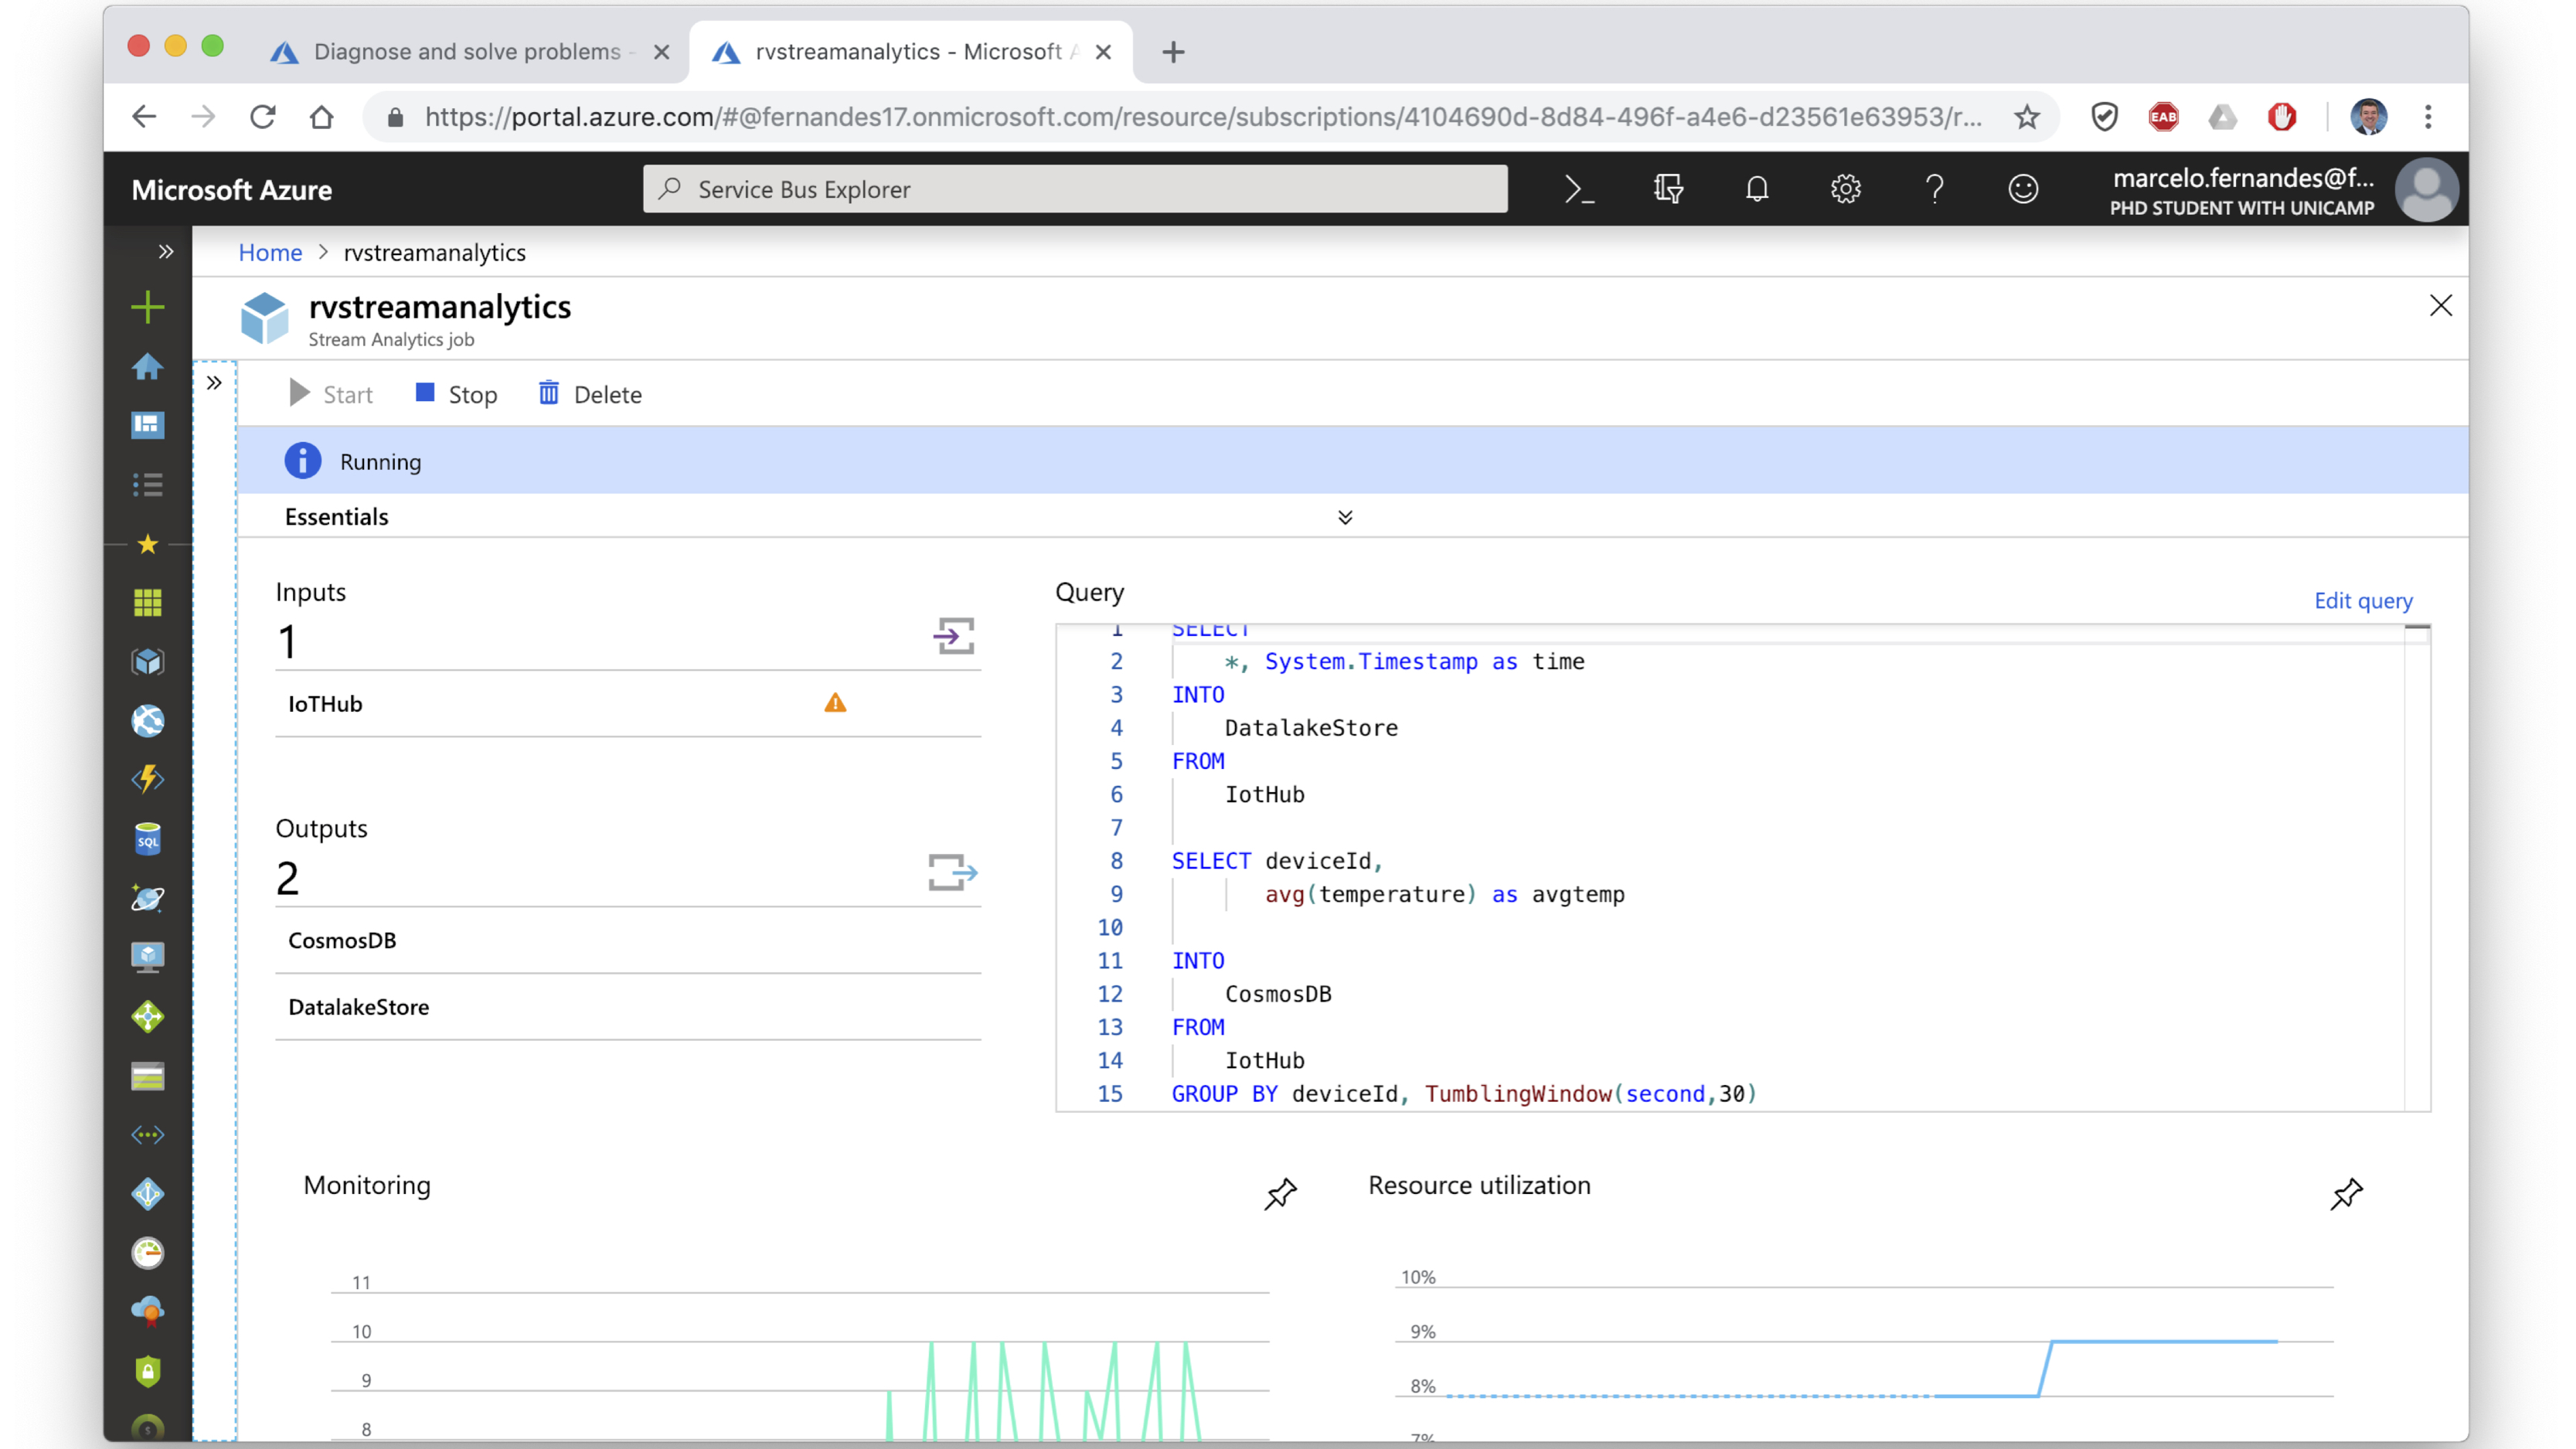 Diagnose and solve problems -
rvstreamanalytics - Microsoft A
https://portal.azure.com/#@fernandes17.onmicrosoft.com/resource/subscriptions/4104690d-8d84-496f-a4e6-d23561e63953/r...
EAB
Microsoft Azure
Service Bus Explorer
marcelo.fernandes@f...
PHD STUDENT WITH UNICAMP
Home > rvstreamanalytics
rvstreamanalytics
Stream Analytics job
Start Stop Delete
Running
Essentials
Inputs
1
IoTHub
Outputs
2
CosmosDB
DatalakeStore
SQL
Query
Edit query
1 SELECT
2 *, System.Timestamp as time
3 INTO
4 DatalakeStore
5 FROM
6 IotHub
7
8 SELECT deviceId,
9 avg(temperature) as avgtemp
10
11 INTO
12 CosmosDB
13 FROM
14 IotHub
15 GROUP BY deviceId, TumblingWindow(second,30)
Monitoring
11
10
9
8
Resource utilization
10%
9%
8%
7%